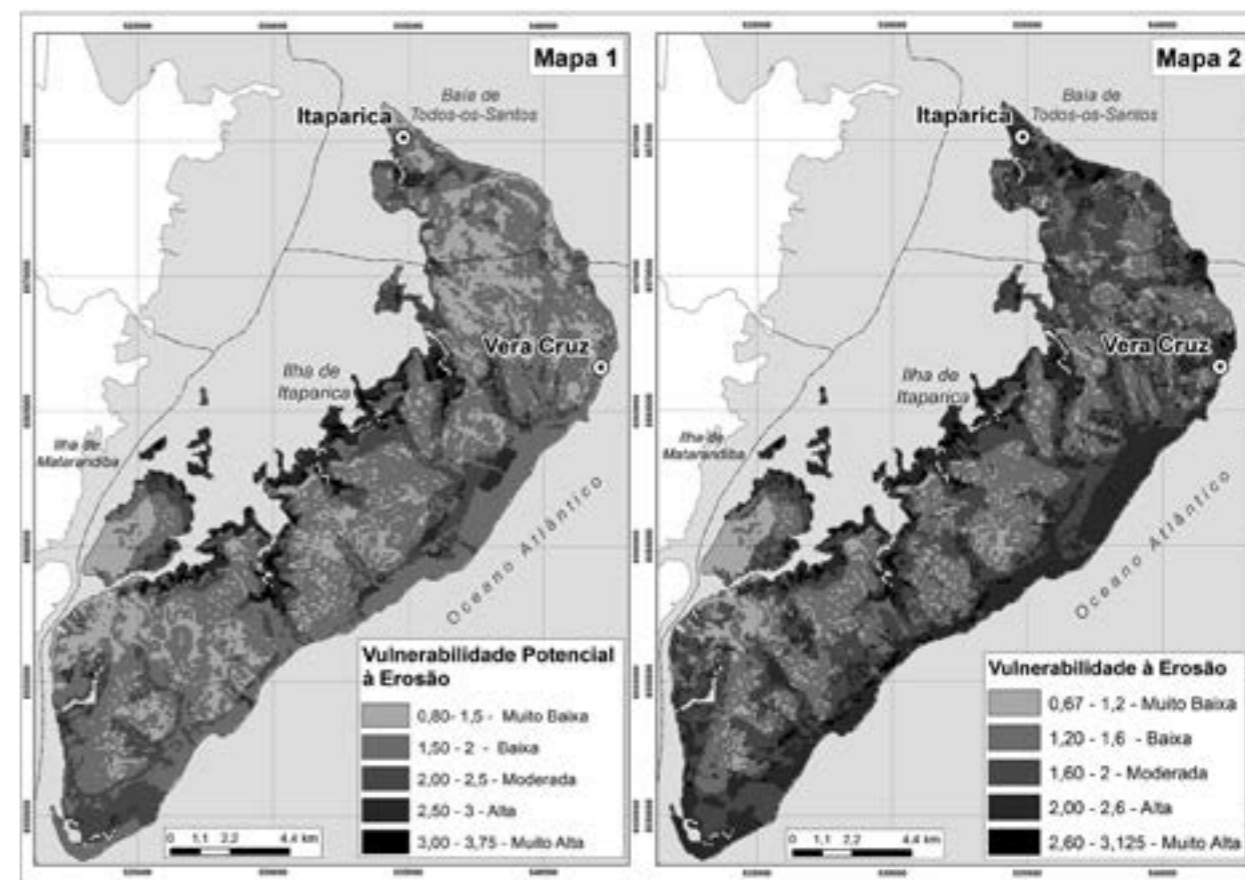 Mapa 1
Baía de
Todos-os-Santos
Itaparica
Vera Cruz
Ilha de
Itaparica
Ilha de
Matarandiba
Oceano Atlântico
Vulnerabilidade Potencial
à Erosão
0,80- 1,5 - Muito Baixa
1,50 - 2 - Baixa
2,00 - 2,5 - Moderada
2,50 - 3 - Alta
3,00 - 3,75 - Muito Alta
0 1,1 2,2 4,4 km
Mapa 2
Baía de
Todos-os-Santos
Itaparica
Vera Cruz
Ilha de
Itaparica
Ilha de
Matarandiba
Oceano Atlântico
Vulnerabilidade à Erosão
0,67 - 1,2 - Muito Baixa
1,20 - 1,6 - Baixa
1,60 - 2 - Moderada
2,00 - 2,6 - Alta
2,60 - 3,125 - Muito Alta
0 1,1 2,2 4,4 km